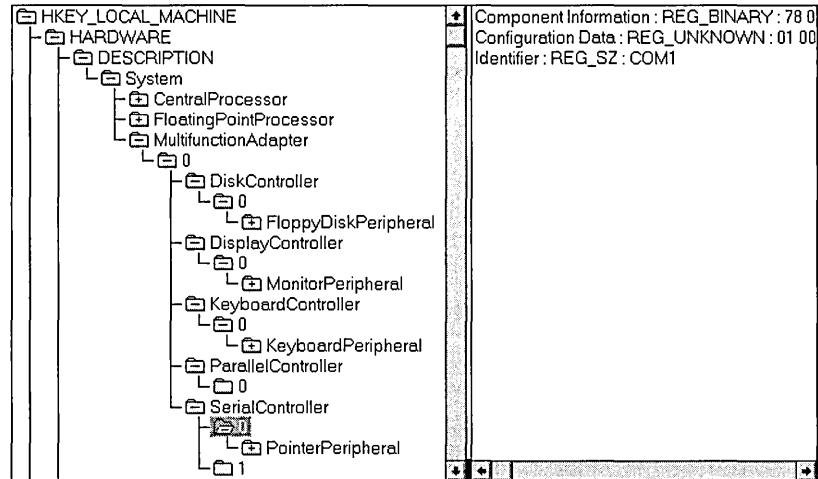 HKEY_LOCAL_MACHINE
HARDWARE
DESCRIPTION
System
CentralProcessor
FloatingPointProcessor
MultifunctionAdapter
0
DiskController
0
FloppyDiskPeripheral
DisplayController
0
MonitorPeripheral
KeyboardController
0
KeyboardPeripheral
ParallelController
0
SerialController
0
PointerPeripheral
1
Component Information : REG_BINARY : 78 0
Configuration Data : REG_UNKNOWN : 01 00
Identifier : REG_SZ : COM1